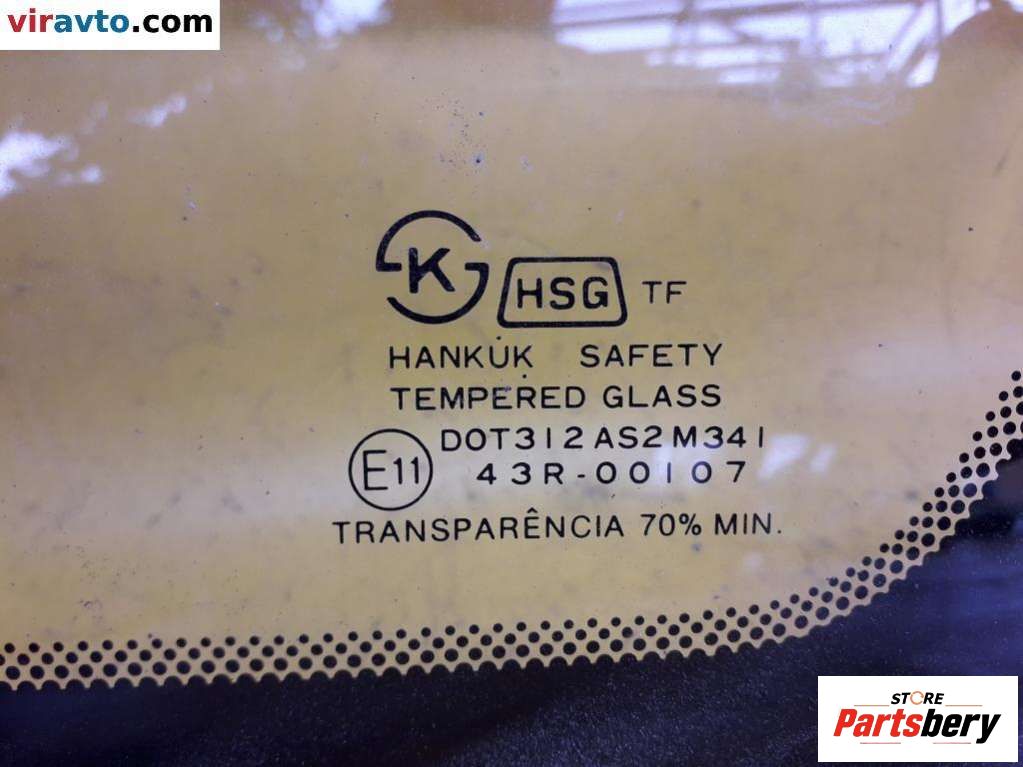 viravto.com
K
HSG TF
HANKUK SAFETY
TEMPERED GLASS
DOT312 AS2 M341
E11
43R-00107
TRANSPARÊNCIA 70% MIN.
STORE
Partsbery